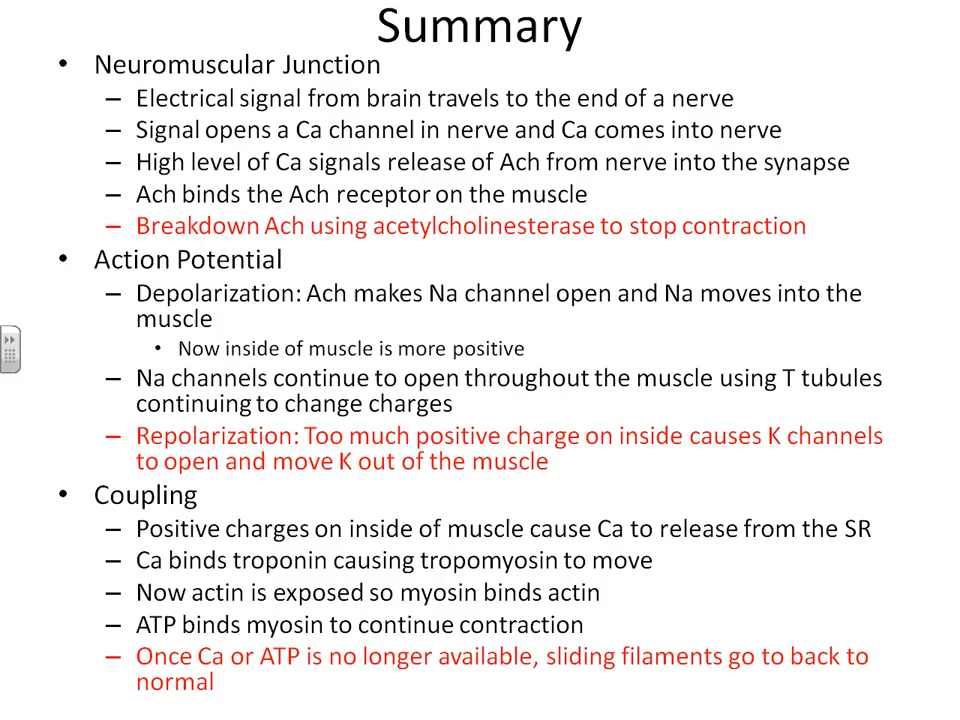 Summary
• Neuromuscular Junction
– Electrical signal from brain travels to the end of a nerve
– Signal opens a Ca channel in nerve and Ca comes into nerve
– High level of Ca signals release of Ach from nerve into the synapse
– Ach binds the Ach receptor on the muscle
– Breakdown Ach using acetylcholinesterase to stop contraction
• Action Potential
– Depolarization: Ach makes Na channel open and Na moves into the
muscle
• Now inside of muscle is more positive
– Na channels continue to open throughout the muscle using T tubules
continuing to change charges
– Repolarization: Too much positive charge on inside causes K channels
to open and move K out of the muscle
• Coupling
– Positive charges on inside of muscle cause Ca to release from the SR
– Ca binds troponin causing tropomyosin to move
– Now actin is exposed so myosin binds actin
– ATP binds myosin to continue contraction
– Once Ca or ATP is no longer available, sliding filaments go to back to
normal